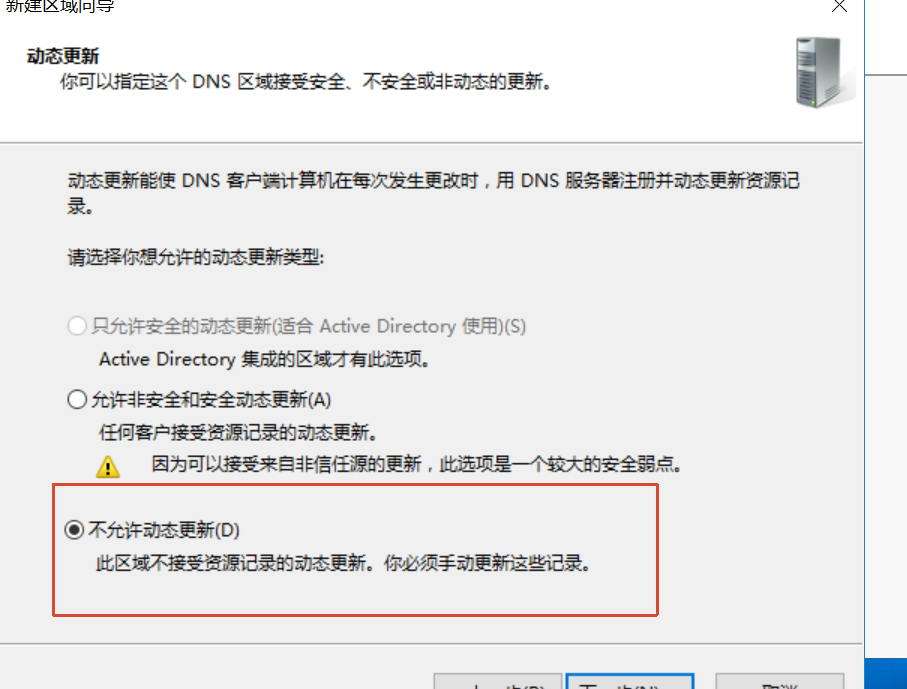 新建区域向导
动态更新
你可以指定这个 DNS 区域接受安全、不安全或非动态的更新。
动态更新能使 DNS 客户端计算机在每次发生更改时，用 DNS 服务器注册并动态更新资源记
录。
请选择你想允许的动态更新类型:
只允许安全的动态更新(适合 Active Directory 使用)(S)
Active Directory 集成的区域才有此选项。
允许非安全和安全动态更新(A)
任何客户接受资源记录的动态更新。
因为可以接受来自非信任源的更新，此选项是一个较大的安全弱点。
不允许动态更新(D)
此区域不接受资源记录的动态更新。你必须手动更新这些记录。